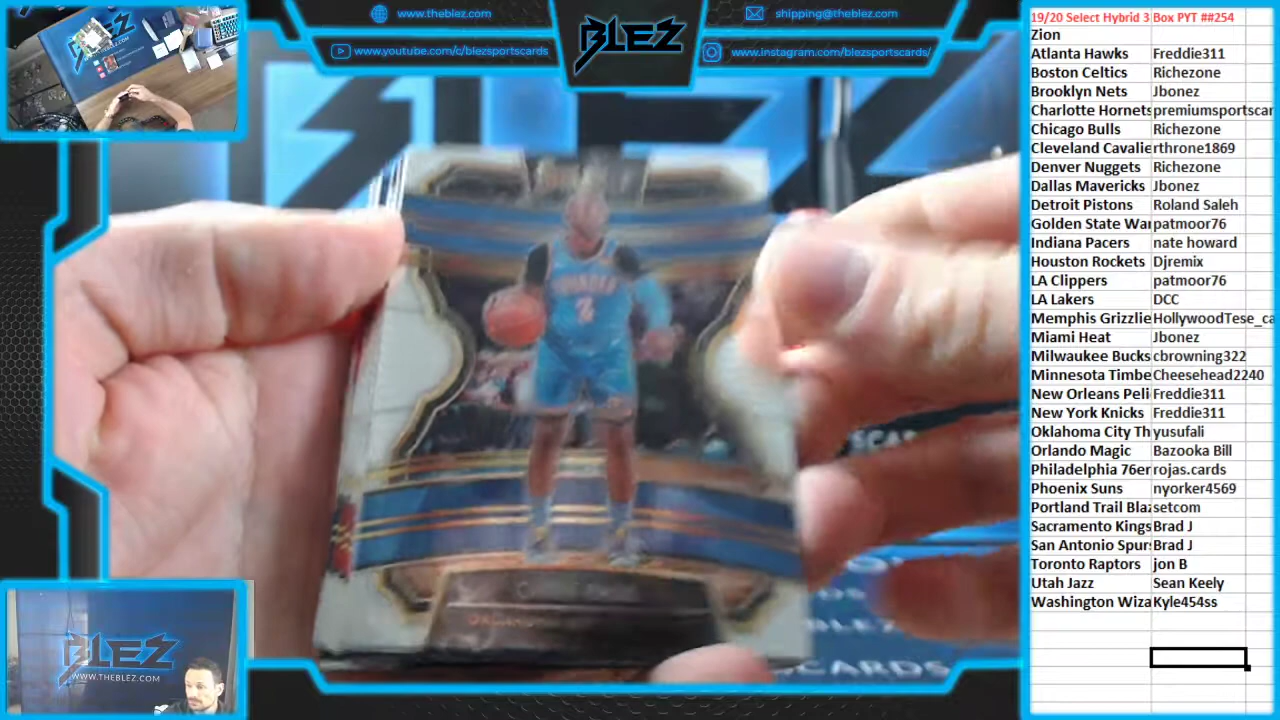 www.theblez.com
shipping@theblez.com
www.youtube.com/c/blezsportscards
www.instagram.com/blezsportscards/
BLEZ
19/20 Select Hybrid 3 Box PYT ##254
Zion
Atlanta Hawks Freddie311
Boston Celtics Richezone
Brooklyn Nets Jbonez
Charlotte Hornets premiumsportscar
Chicago Bulls Richezone
Cleveland Cavalie rthrone1869
Denver Nuggets Richezone
Dallas Mavericks Jbonez
Detroit Pistons Roland Saleh
Golden State War patmoor76
Indiana Pacers nate howard
Houston Rockets Djremix
LA Clippers patmoor76
LA Lakers DCC
Memphis Grizzlie HollywoodTese_ca
Miami Heat Jbonez
Milwaukee Bucks cbrowning322
Minnesota Timbe Cheesehead2240
New Orleans Peli Freddie311
New York Knicks Freddie311
Oklahoma City Th yusufali
Orlando Magic Bazooka Bill
Philadelphia 76er rojas.cards
Phoenix Suns nyorker4569
Portland Trail Blaz setcom
Sacramento Kings Brad J
San Antonio Spurs Brad J
Toronto Raptors jon B
Utah Jazz Sean Keely
Washington Wiza Kyle454ss
BLEZ
WWW.THEBLEZ.COM